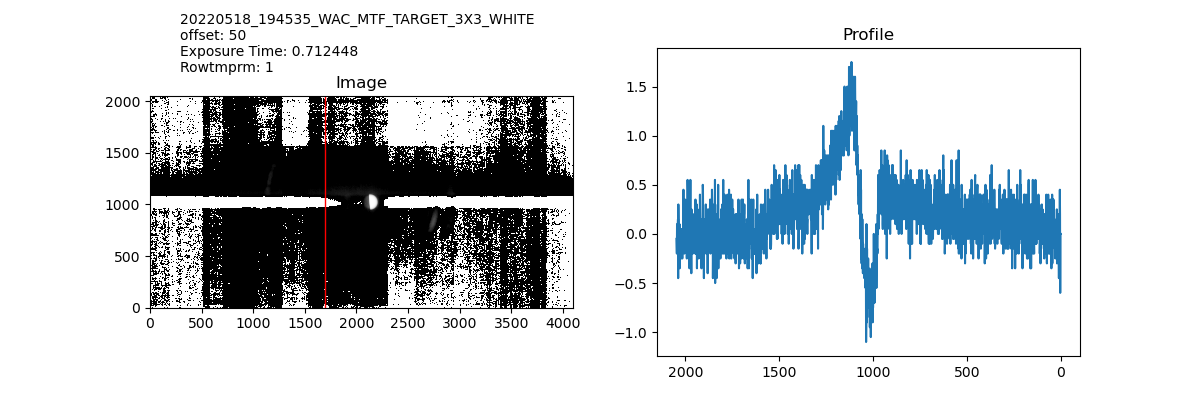 20220518_194535_WAC_MTF_TARGET_3X3_WHITE
offset: 50
Exposure Time: 0.712448
Rowtmprm: 1
Image
2000
1500
1000
500
0
0 500 1000 1500 2000 2500 3000 3500 4000
Profile
1.5
1.0
0.5
0.0
−0.5
−1.0
2000 1500 1000 500 0